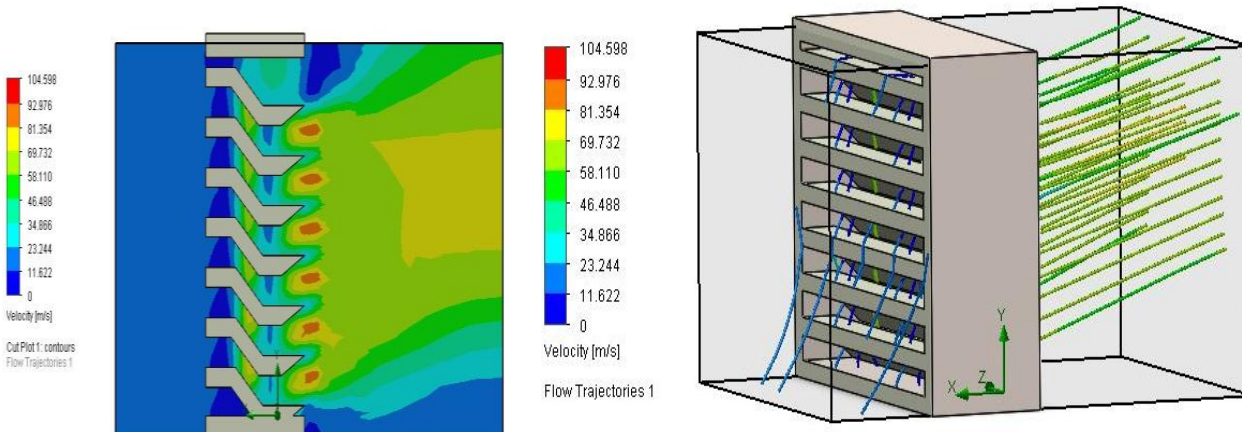 104.598
92.976
81.354
69.732
58.110
46.488
34.866
23.244
11.622
0
Velocity [m/s]
Cut Plot 1: contours
Flow Trajectories 1
104.598
92.976
81.354
69.732
58.110
46.488
34.866
23.244
11.622
0
Velocity [m/s]
Flow Trajectories 1
Y
X
Z